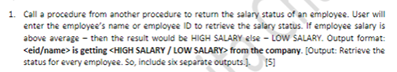 1. Call a procedure from another procedure to return the salary status of an employee. User will
enter the employee's name or employee ID to retrieve the salary status. If employee salary is
above average – then the result would be HIGH SALARY else – LOW SALARY. Output format:
<eid/name> is getting <HIGH SALARY / LOW SALARY> from the company. [Output: Retrieve the
status for every employee. So, include six separate outputs.]. [5]